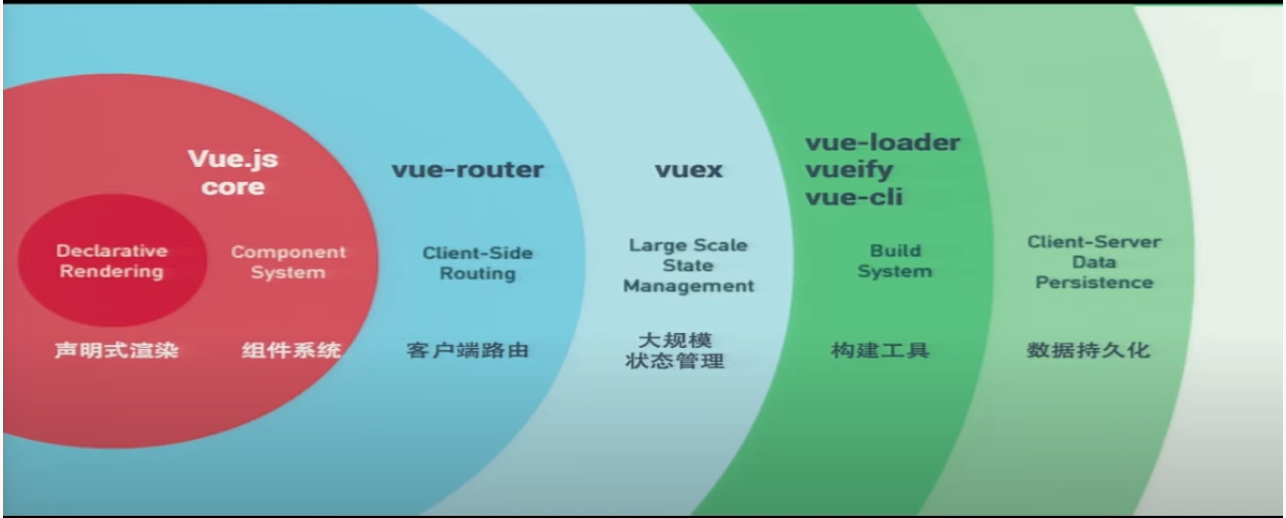 Vue.js
core
Declarative
Rendering
声明式渲染
Component
System
组件系统
vue-router
Client-Side
Routing
客户端路由
vuex
Large Scale
State
Management
大规模
状态管理
vue-loader
vueify
vue-cli
Build
System
构建工具
Client-Server
Data
Persistence
数据持久化